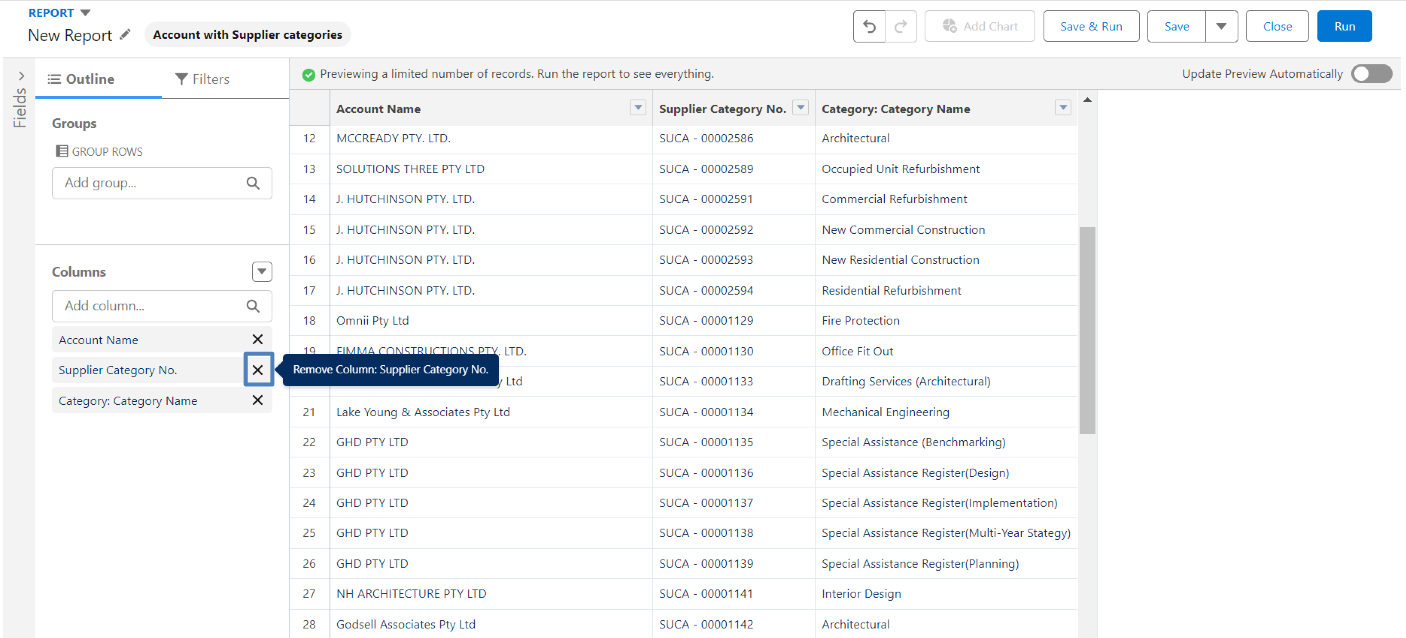 REPORT
New Report
Account with Supplier categories
Add Chart
Save & Run
Save
Close
Run
Fields
Outline
Filters
Groups
GROUP ROWS
Add group...
Columns
Add column...
Account Name
Supplier Category No.
Category: Category Name
Remove Column: Supplier Category No.
Previewing a limited number of records. Run the report to see everything.
Update Preview Automatically
Account Name Supplier Category No. Category: Category Name
12 MCCREADY PTY. LTD. SUCA - 00002586 Architectural
13 SOLUTIONS THREE PTY LTD SUCA - 00002589 Occupied Unit Refurbishment
14 J. HUTCHINSON PTY. LTD. SUCA - 00002591 Commercial Refurbishment
15 J. HUTCHINSON PTY. LTD. SUCA - 00002592 New Commercial Construction
16 J. HUTCHINSON PTY. LTD. SUCA - 00002593 New Residential Construction
17 J. HUTCHINSON PTY. LTD. SUCA - 00002594 Residential Refurbishment
18 Omnii Pty Ltd SUCA - 00001129 Fire Protection
19 FIMMA CONSTRUCTIONS PTY. LTD. SUCA - 00001130 Office Fit Out
y Ltd SUCA - 00001133 Drafting Services (Architectural)
21 Lake Young & Associates Pty Ltd SUCA - 00001134 Mechanical Engineering
22 GHD PTY LTD SUCA - 00001135 Special Assistance (Benchmarking)
23 GHD PTY LTD SUCA - 00001136 Special Assistance Register(Design)
24 GHD PTY LTD SUCA - 00001137 Special Assistance Register(Implementation)
25 GHD PTY LTD SUCA - 00001138 Special Assistance Register(Multi-Year Stategy)
26 GHD PTY LTD SUCA - 00001139 Special Assistance Register(Planning)
27 NH ARCHITECTURE PTY LTD SUCA - 00001141 Interior Design
28 Godsell Associates Pty Ltd SUCA - 00001142 Architectural